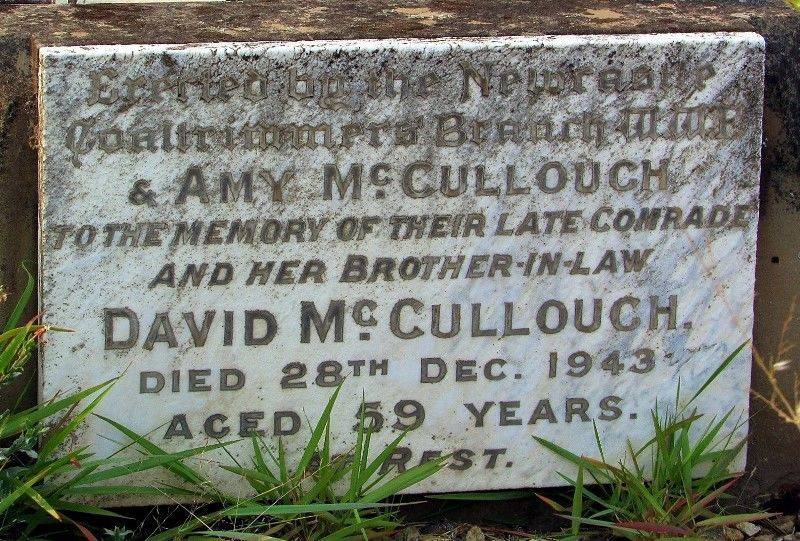 Erected by the Newcastle
Coaltrimmers' Branch W.W.F.
& AMY McCULLOUCH
TO THE MEMORY OF THEIR LATE COMRADE
AND HER BROTHER-IN-LAW
DAVID McCULLOUCH.
DIED 28TH DEC. 1943
AGED 59 YEARS.
AT REST.